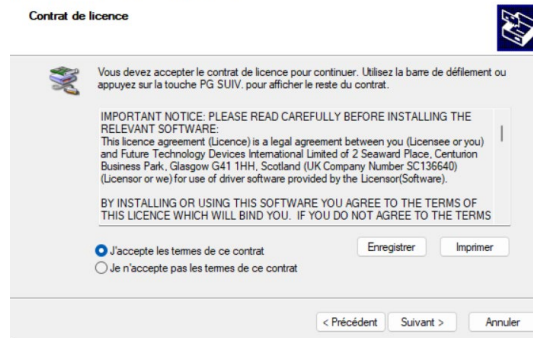 Contrat de licence
Vous devez accepter le contrat de licence pour continuer. Utilisez la barre de défilement ou
appuyez sur la touche PG SUIV. pour afficher le reste du contrat.
IMPORTANT NOTICE: PLEASE READ CAREFULLY BEFORE INSTALLING THE
RELEVANT SOFTWARE:
This licence agreement (Licence) is a legal agreement between you (Licensee or you)
and Future Technology Devices International Limited of 2 Seaward Place, Centurion
Business Park, Glasgow G41 1HH, Scotland (UK Company Number SC136640)
(Licensor or we) for use of driver software provided by the Licensor(Software).
BY INSTALLING OR USING THIS SOFTWARE YOU AGREE TO THE TERMS OF
THIS LICENCE WHICH WILL BIND YOU. IF YOU DO NOT AGREE TO THE TERMS
J'accepte les termes de ce contrat
Enregistrer
Imprimer
Je n'accepte pas les termes de ce contrat
< Précédent
Suivant >
Annuler